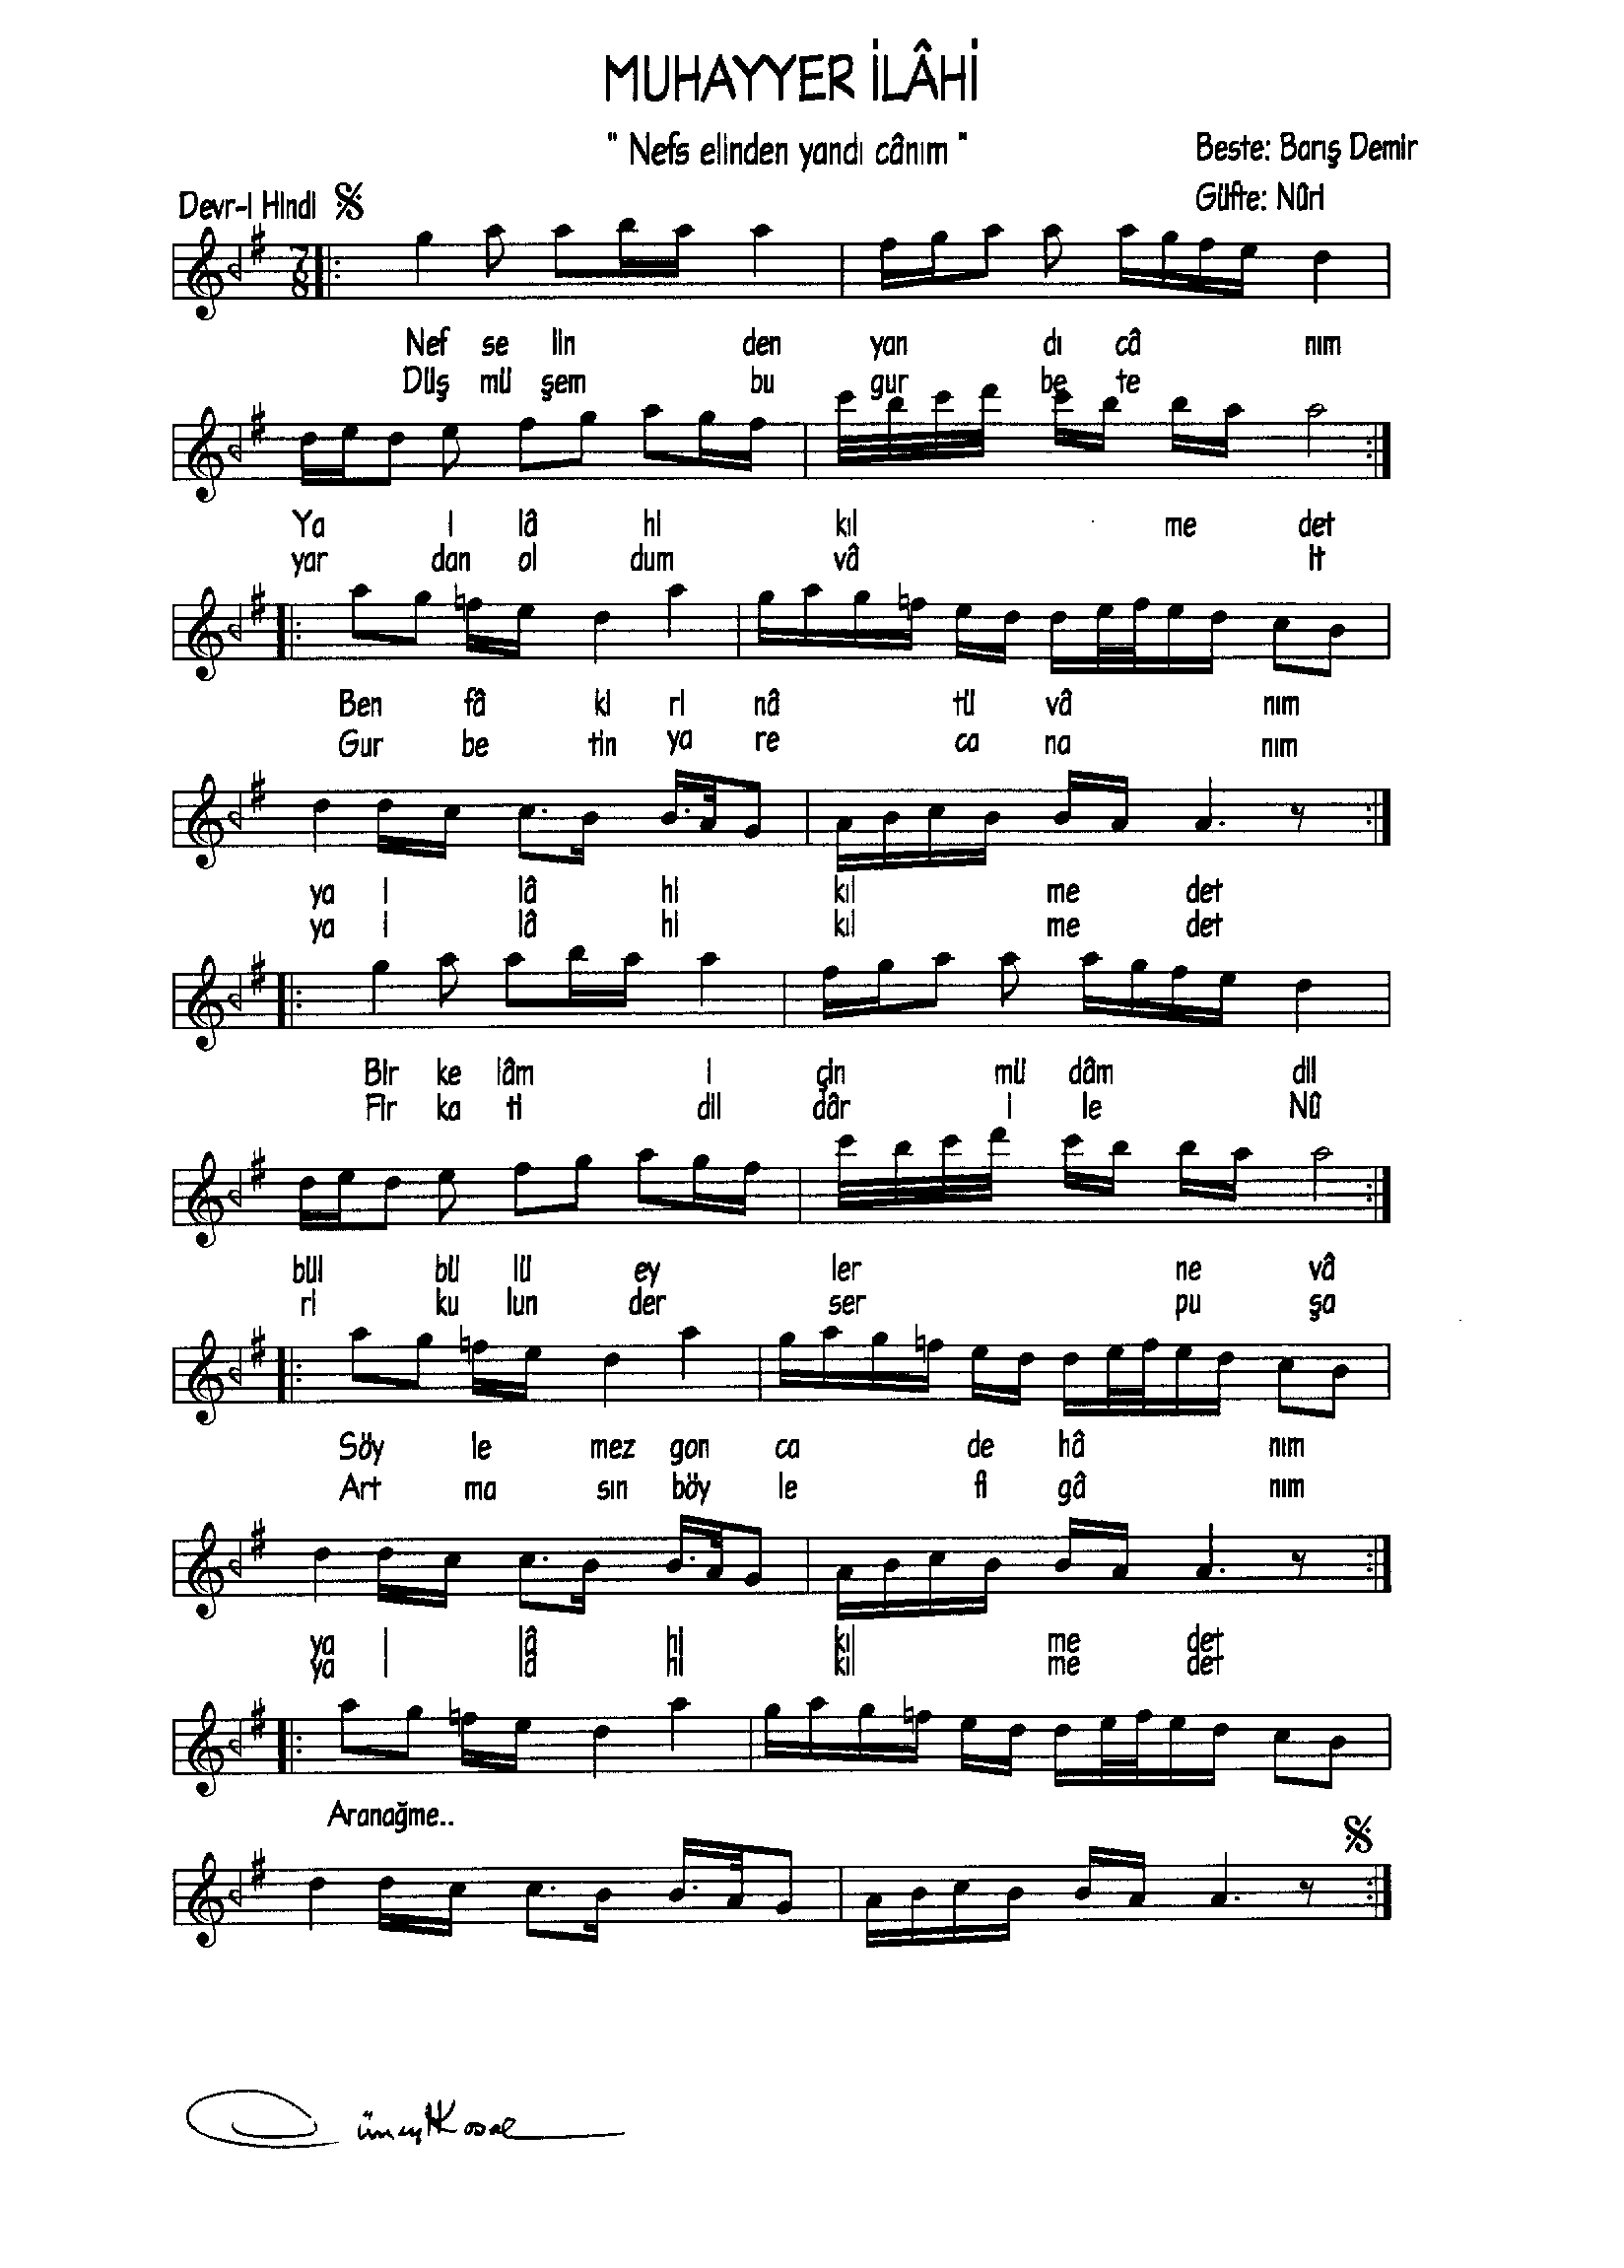 MUHAYYER İLÂHİ
" Nefs elinden yandı cânım "
Beste: Barış Demir
Devr-i Hindi
Güfte: Nûri
7
8
Nef se lin den yan dı câ nım
Düş mü şem bu gur be te
Ya i lâ hi kıl me det
yar dan ol dum vâ it
Ben fâ ki ri nâ tü vâ nım
Gur be tin ya re ca na nım
ya i lâ hi kıl me det
ya i lâ hi kıl me det
Bir ke lâm i çin mü dâm dil
Fir ka ti dil dâr i le Nû
bül bü lü ey ler ne vâ
ri ku lun der ser pu şa
Söy le mez gon ca de hâ nım
Art ma sın böy le fi gâ nım
ya i lâ hi kıl me det
ya i lâ hi kıl me det
Aranağme..
Cüneyt Kosal